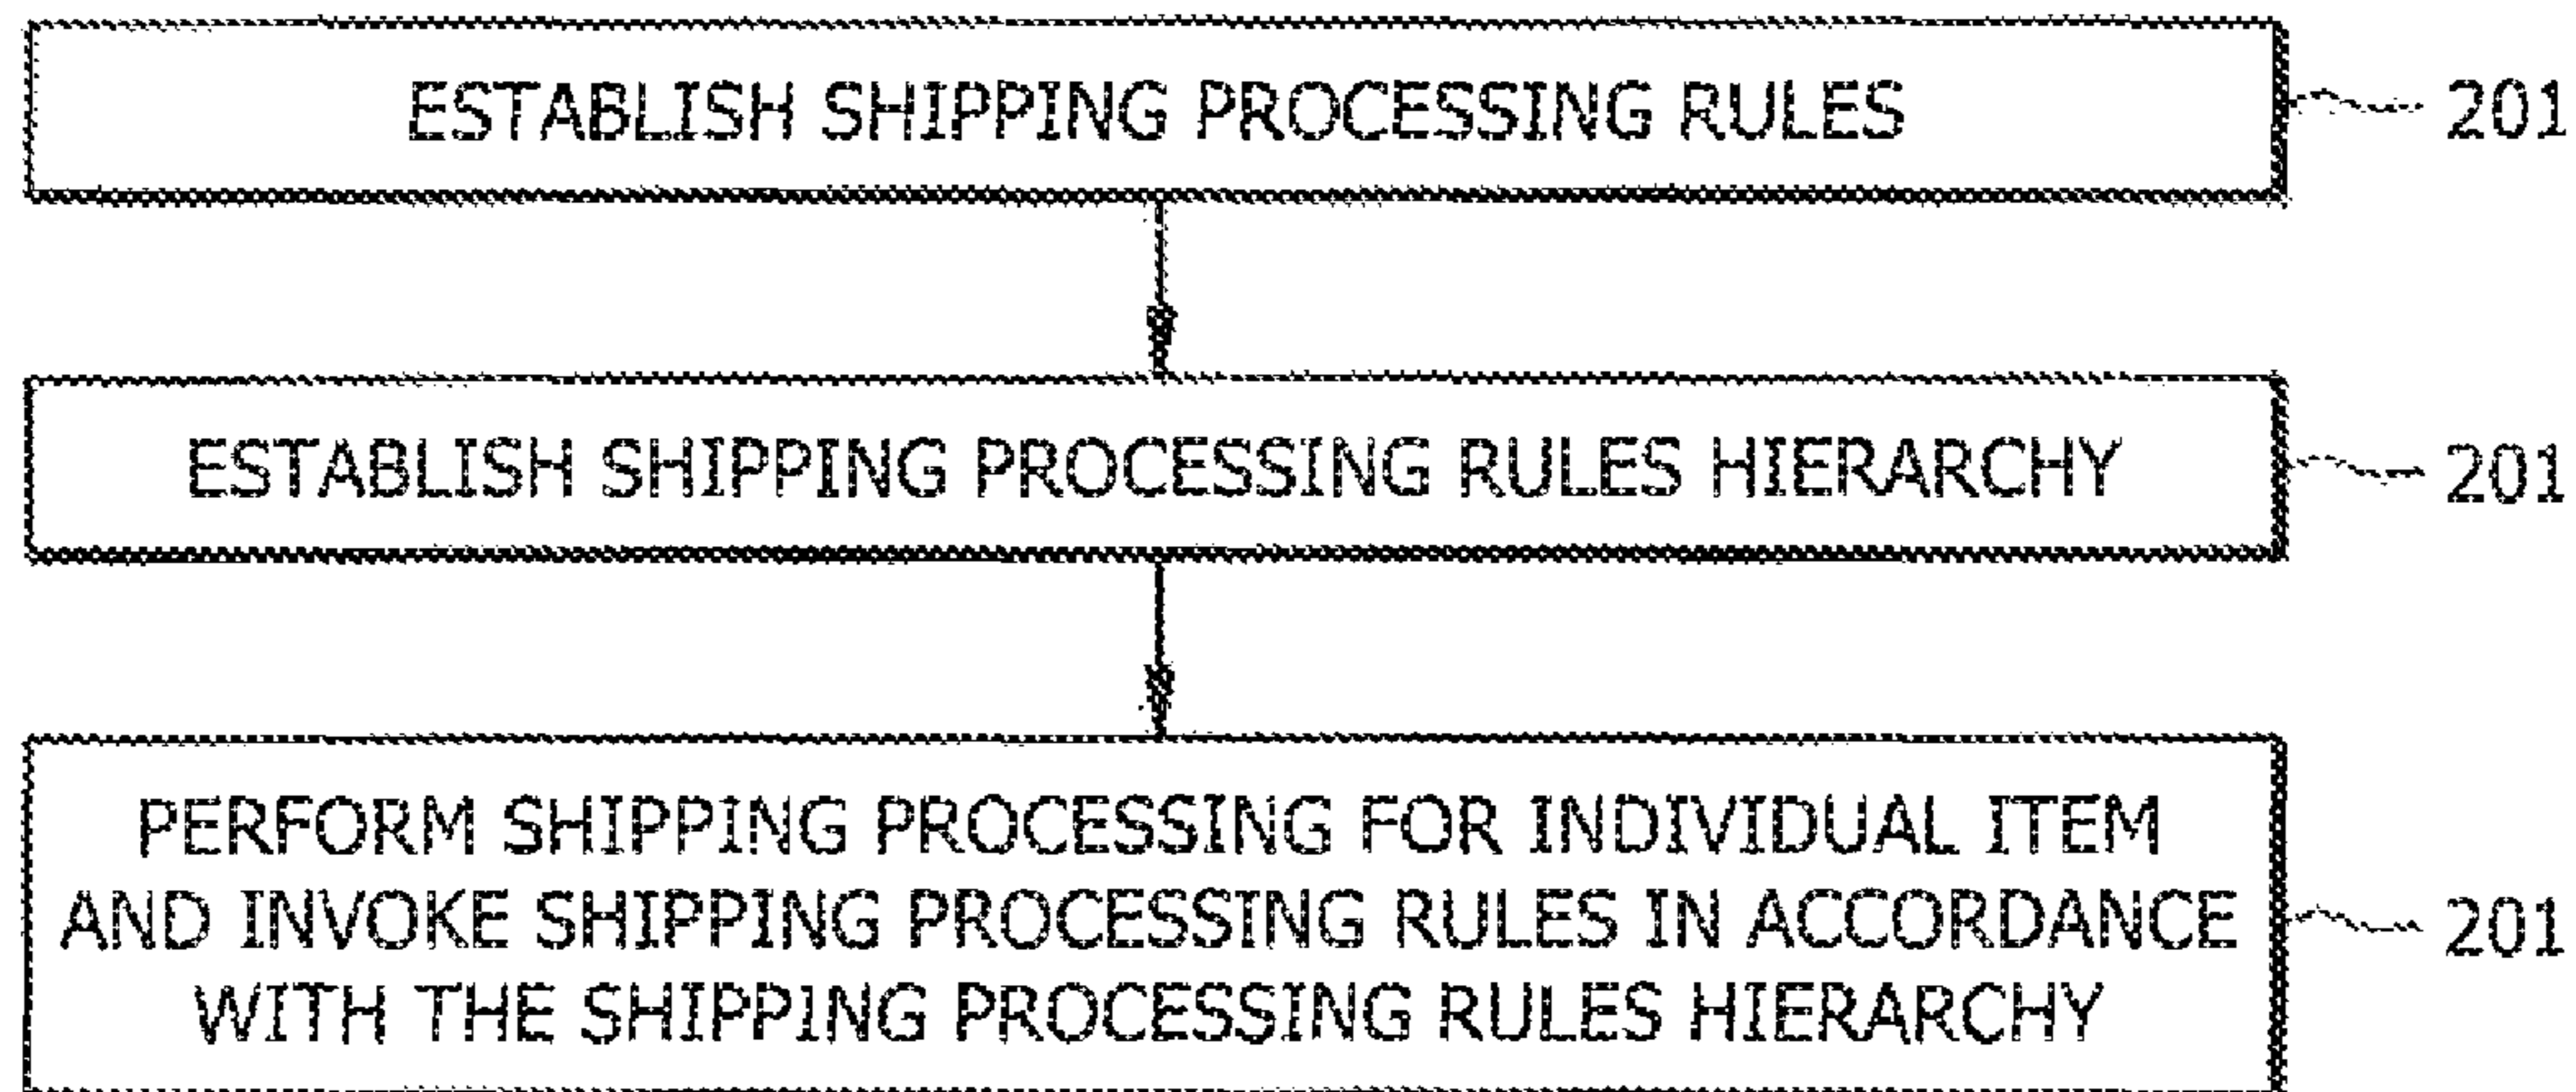 ESTABLISH SHIPPING PROCESSING RULES
201
ESTABLISH SHIPPING PROCESSING RULES HIERARCHY
201
PERFORM SHIPPING PROCESSING FOR INDIVIDUAL ITEM
AND INVOKE SHIPPING PROCESSING RULES IN ACCORDANCE
201
WITH THE SHIPPING PROCESSING RULES HIERARCHY